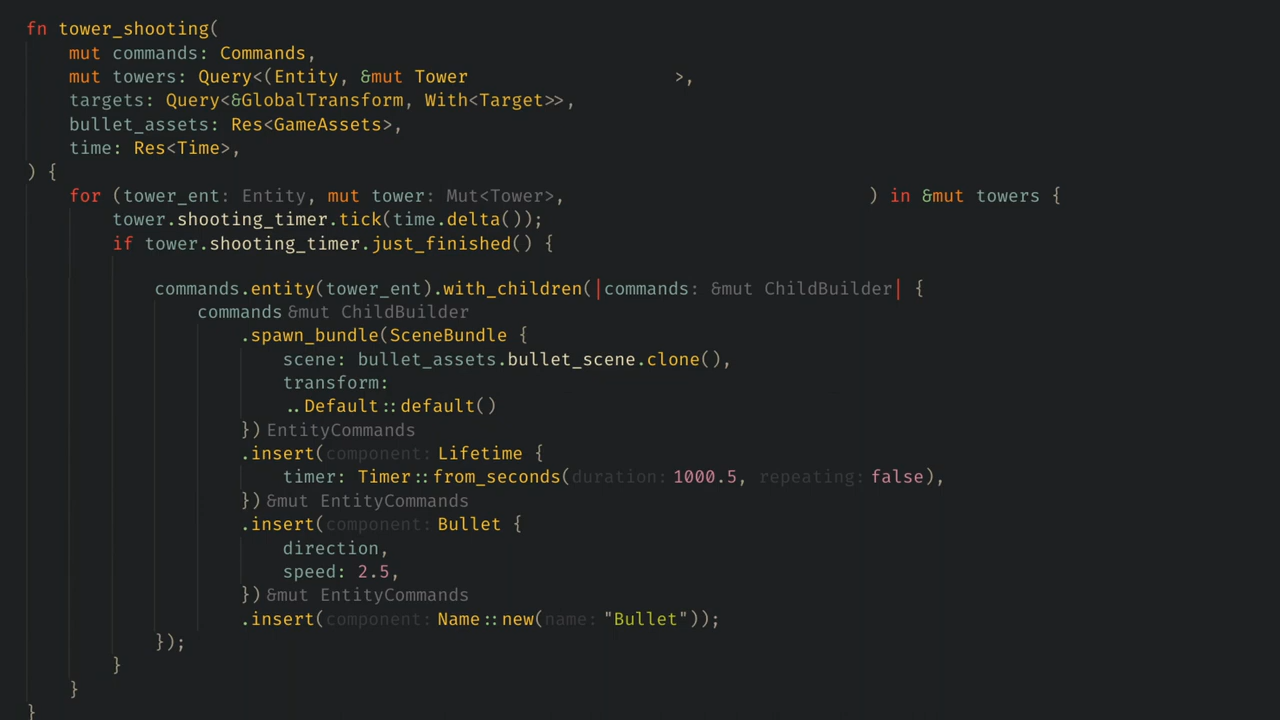 fn tower_shooting(
    mut commands: Commands,
    mut towers: Query<(Entity, &mut Tower                   >,
    targets: Query<&GlobalTransform, With<Target>>,
    bullet_assets: Res<GameAssets>,
    time: Res<Time>,
) {
    for (tower_ent: Entity, mut tower: Mut<Tower>,                            ) in &mut towers {
        tower.shooting_timer.tick(time.delta());
        if tower.shooting_timer.just_finished() {

            commands.entity(tower_ent).with_children(|commands: &mut ChildBuilder| {
                commands &mut ChildBuilder
                    .spawn_bundle(SceneBundle {
                        scene: bullet_assets.bullet_scene.clone(),
                        transform:
                        ..Default::default()
                    }) EntityCommands
                    .insert(component: Lifetime {
                        timer: Timer::from_seconds(duration: 1000.5, repeating: false),
                    }) &mut EntityCommands
                    .insert(component: Bullet {
                        direction,
                        speed: 2.5,
                    }) &mut EntityCommands
                    .insert(component: Name::new(name: "Bullet"));
            });
        }
    }
}